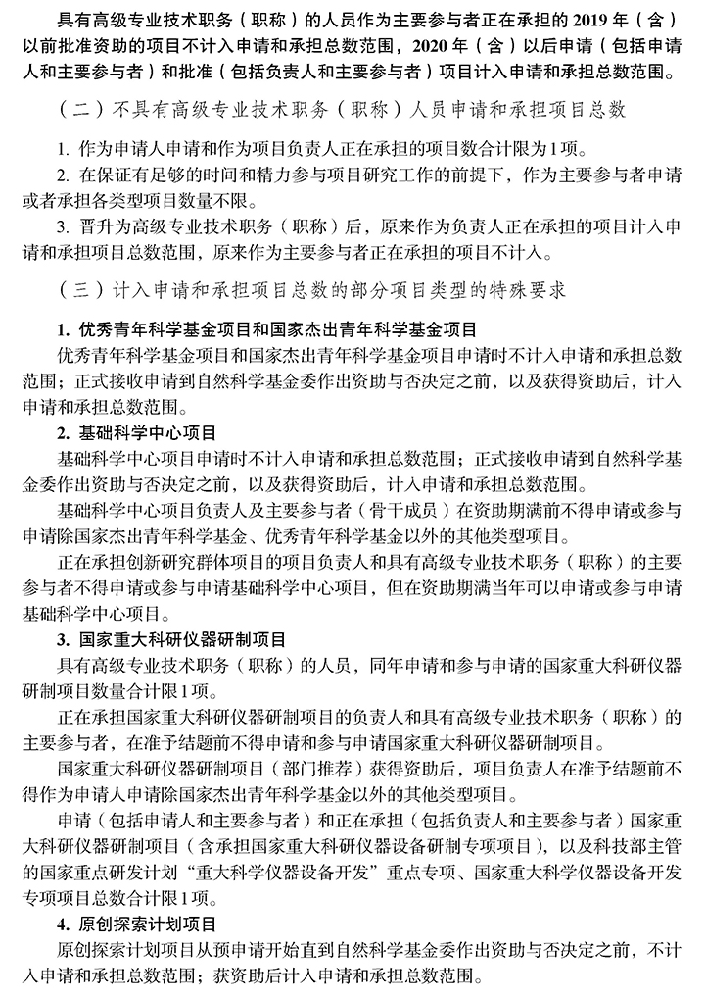 具有高级专业技术职务（职称）的人员作为主要参与者正在承担的 2019 年（含）
以前批准资助的项目不计入申请和承担总数范围，2020 年（含）以后申请（包括申请
人和主要参与者）和批准（包括负责人和主要参与者）项目计入申请和承担总数范围。
（二）不具有高级专业技术职务（职称）人员申请和承担项目总数
1. 作为申请人申请和作为项目负责人正在承担的项目数合计限为1项。
2. 在保证有足够的时间和精力参与项目研究工作的前提下，作为主要参与者申请
或者承担各类型项目数量不限。
3. 晋升为高级专业技术职务（职称）后，原来作为负责人正在承担的项目计入申
请和承担项目总数范围，原来作为主要参与者正在承担的项目不计入。
（三）计入申请和承担项目总数的部分项目类型的特殊要求
1. 优秀青年科学基金项目和国家杰出青年科学基金项目
优秀青年科学基金项目和国家杰出青年科学基金项目申请时不计入申请和承担总数
范围；正式接收申请到自然科学基金委作出资助与否决定之前，以及获得资助后，计入
申请和承担总数范围。
2. 基础科学中心项目
基础科学中心项目申请时不计入申请和承担总数范围；正式接收申请到自然科学基
金委作出资助与否决定之前，以及获得资助后，计入申请和承担总数范围。
基础科学中心项目负责人及主要参与者（骨干成员）在资助期满前不得申请或参与
申请除国家杰出青年科学基金、优秀青年科学基金以外的其他类型项目。
正在承担创新研究群体项目的项目负责人和具有高级专业技术职务（职称）的主要
参与者不得申请或参与申请基础科学中心项目，但在资助期满当年可以申请或参与申请
基础科学中心项目。
3. 国家重大科研仪器研制项目
具有高级专业技术职务（职称）的人员，同年申请和参与申请的国家重大科研仪器
研制项目数量合计限1项。
正在承担国家重大科研仪器研制项目的负责人和具有高级专业技术职务（职称）的
主要参与者，在准予结题前不得申请和参与申请国家重大科研仪器研制项目。
国家重大科研仪器研制项目（部门推荐）获得资助后，项目负责人在准予结题前不
得作为申请人申请除国家杰出青年科学基金以外的其他类型项目。
申请（包括申请人和主要参与者）和正在承担（包括负责人和主要参与者）国家重
大科研仪器研制项目（含承担国家重大科研仪器设备研制专项项目），以及科技部主管
的国家重点研发计划“重大科学仪器设备开发”重点专项、国家重大科学仪器设备开发
专项项目总数合计限1项。
4. 原创探索计划项目
原创探索计划项目从预申请开始直到自然科学基金委作出资助与否决定之前，不计
入申请和承担总数范围；获资助后计入申请和承担总数范围。